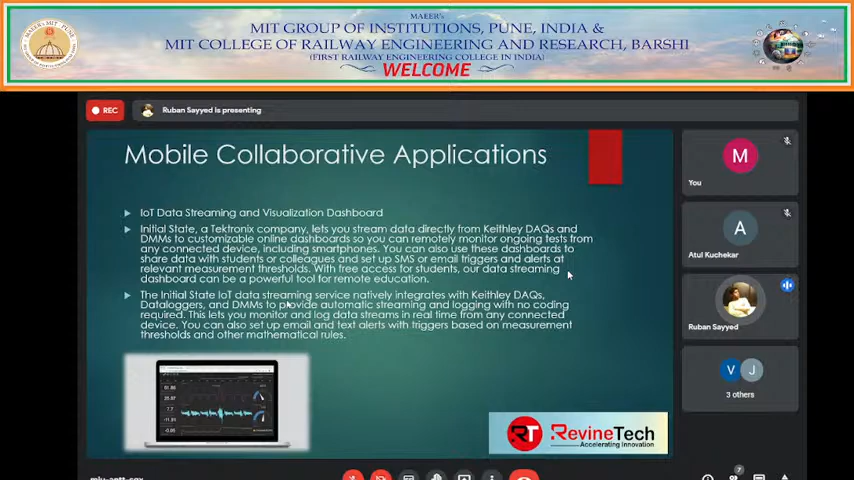 MAEER's
MIT GROUP OF INSTITUTIONS, PUNE, INDIA &
MIT COLLEGE OF RAILWAY ENGINEERING AND RESEARCH, BARSHI
(FIRST RAILWAY ENGINEERING COLLEGE IN INDIA)
WELCOME
REC
Ruban Sayyed is presenting
Mobile Collaborative Applications
IoT Data Streaming and Visualization Dashboard
Initial State, a Tektronix company, lets you stream data directly from Keithley DAQs and
DMMs to customizable online dashboards so you can remotely monitor ongoing tests from
any connected device, including smartphones. You can also use these dashboards to
share data with students or colleagues and set up SMS or email triggers and alerts at
relevant measurement thresholds. With free access for students, our data streaming
dashboard can be a powerful tool for remote education.
The Initial State IoT data streaming service natively integrates with Keithley DAQs,
Dataloggers, and DMMs to provide automatic streaming and logging with no coding
required. This lets you monitor and log data streams in real time from any connected
device. You can also set up email and text alerts with triggers based on measurement
thresholds and other mathematical rules.
RT RevineTech
Accelerating Innovation
M
You
A
Atul Kuchekar
Ruban Sayyed
V J
3 others
7